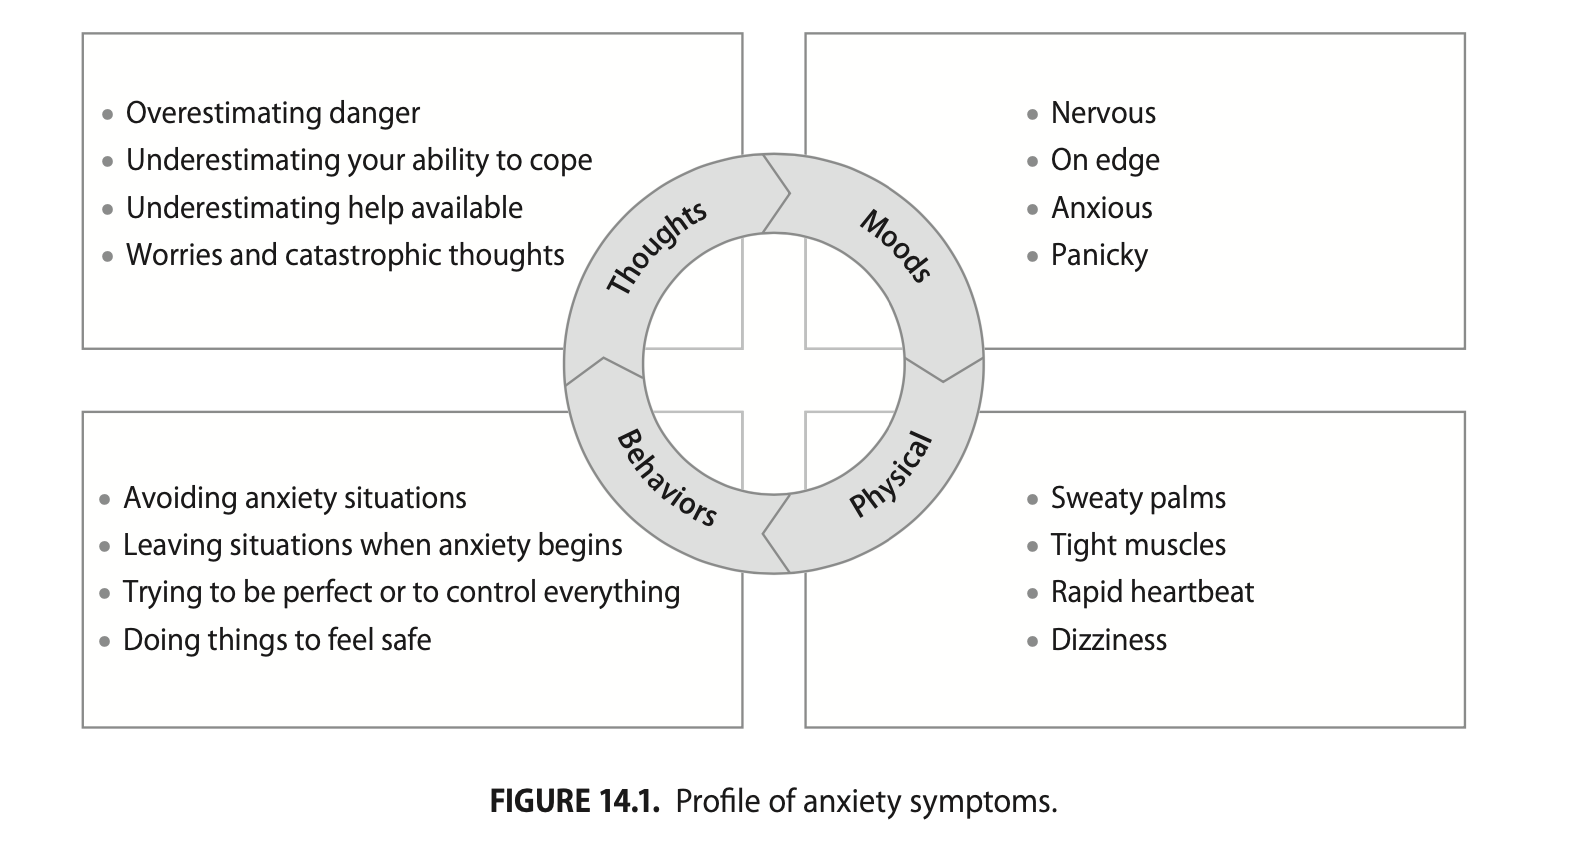 • Overestimating danger
• Underestimating your ability to cope
• Underestimating help available
• Worries and catastrophic thoughts
• Nervous
• On edge
• Anxious
• Panicky
Thoughts
Moods
Behaviors
Physical
• Avoiding anxiety situations
• Leaving situations when anxiety begins
• Trying to be perfect or to control everything
• Doing things to feel safe
• Sweaty palms
• Tight muscles
• Rapid heartbeat
• Dizziness
FIGURE 14.1. Profile of anxiety symptoms.